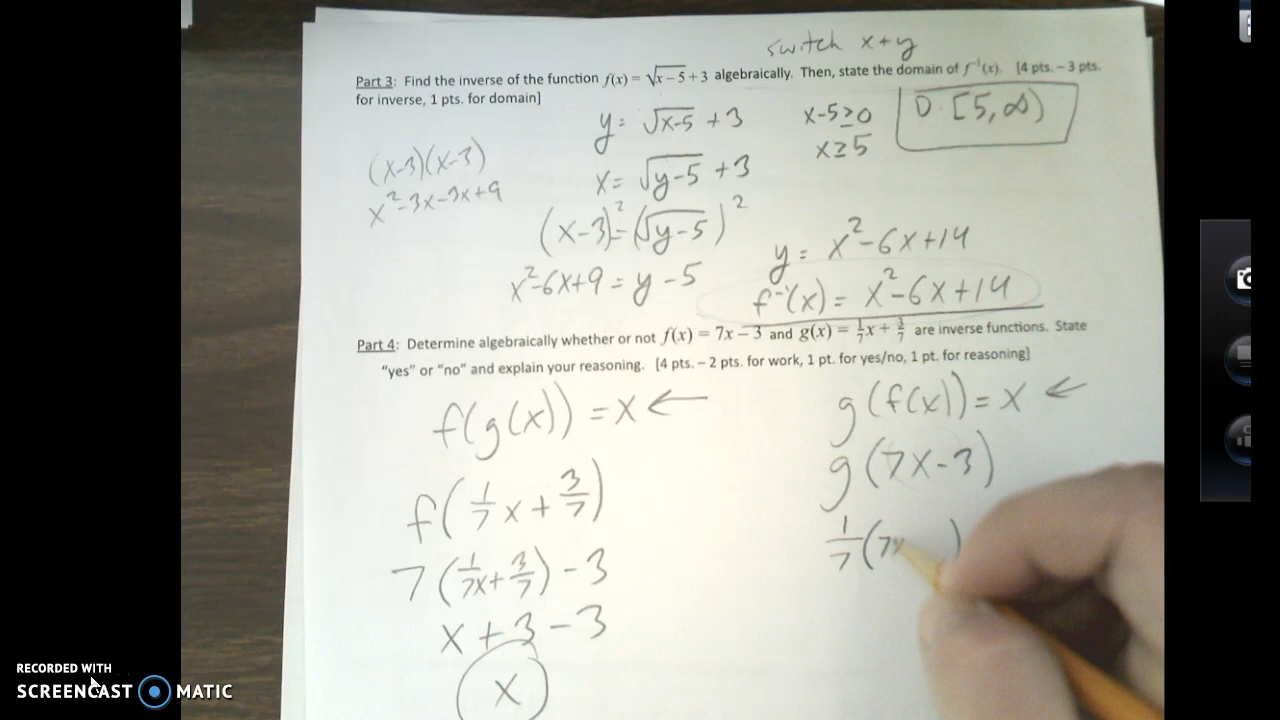 switch x + y
Part 3: Find the inverse of the function f(x) = √x – 5 + 3 algebraically. Then, state the domain of f⁻¹(x). [4 pts. – 3 pts.
for inverse, 1 pts. for domain]
y = √x-5 + 3
x-5≥0
D: [5, ∞)
x≥5
(x-3)(x-3)
x²-3x-3x+9
x = √y-5 + 3
(x-3)² = (√y-5)²
x²-6x+9 = y - 5
y = x²-6x+14
f⁻¹(x) = x²-6x+14
Part 4: Determine algebraically whether or not f(x) = 7x – 3 and g(x) = 1/7x + 3/7 are inverse functions. State
"yes" or "no" and explain your reasoning. [4 pts. – 2 pts. for work, 1 pt. for yes/no, 1 pt. for reasoning]
f(g(x)) = x ←
f(1/7x + 3/7)
7(1/7x + 3/7) - 3
x + 3 - 3
x
g(f(x)) = x ←
g(7x-3)
1/7(7x )
RECORDED WITH
SCREENCAST MATIC